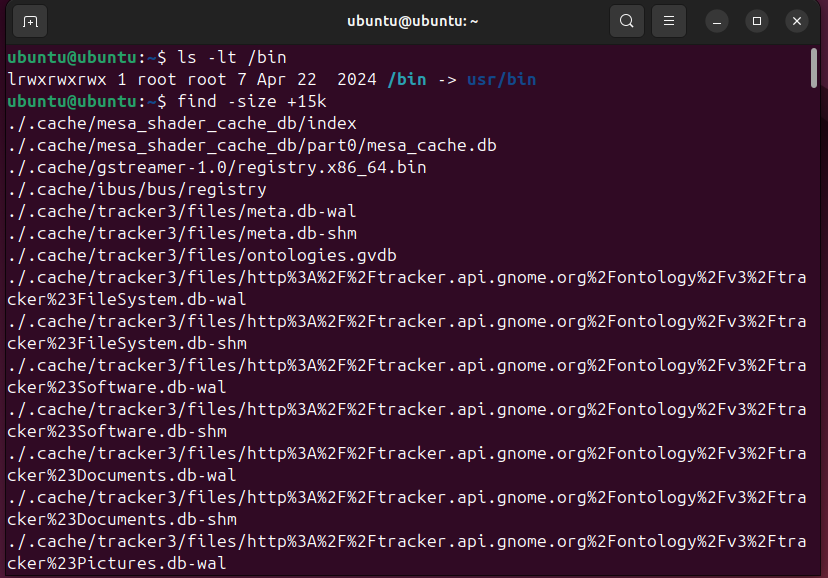 ubuntu@ubuntu: ~
ubuntu@ubuntu:~$ ls -lt /bin
lrwxrwxrwx 1 root root 7 Apr 22  2024 /bin -> usr/bin
ubuntu@ubuntu:~$ find -size +15k
./.cache/mesa_shader_cache_db/index
./.cache/mesa_shader_cache_db/part0/mesa_cache.db
./.cache/gstreamer-1.0/registry.x86_64.bin
./.cache/ibus/bus/registry
./.cache/tracker3/files/meta.db-wal
./.cache/tracker3/files/meta.db-shm
./.cache/tracker3/files/ontologies.gvdb
./.cache/tracker3/files/http%3A%2F%2Ftracker.api.gnome.org%2Fontology%2Fv3%2Ftra
cker%23FileSystem.db-wal
./.cache/tracker3/files/http%3A%2F%2Ftracker.api.gnome.org%2Fontology%2Fv3%2Ftra
cker%23FileSystem.db-shm
./.cache/tracker3/files/http%3A%2F%2Ftracker.api.gnome.org%2Fontology%2Fv3%2Ftra
cker%23Software.db-wal
./.cache/tracker3/files/http%3A%2F%2Ftracker.api.gnome.org%2Fontology%2Fv3%2Ftra
cker%23Software.db-shm
./.cache/tracker3/files/http%3A%2F%2Ftracker.api.gnome.org%2Fontology%2Fv3%2Ftra
cker%23Documents.db-wal
./.cache/tracker3/files/http%3A%2F%2Ftracker.api.gnome.org%2Fontology%2Fv3%2Ftra
cker%23Documents.db-shm
./.cache/tracker3/files/http%3A%2F%2Ftracker.api.gnome.org%2Fontology%2Fv3%2Ftra
cker%23Pictures.db-wal